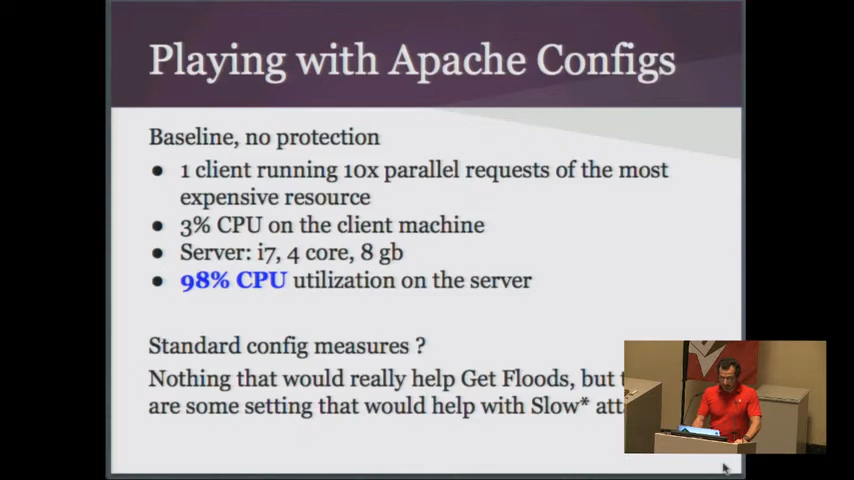 Playing with Apache Configs
Baseline, no protection
● 1 client running 10x parallel requests of the most
expensive resource
● 3% CPU on the client machine
● Server: i7, 4 core, 8 gb
● 98% CPU utilization on the server
Standard config measures ?
Nothing that would really help Get Floods, but
are some setting that would help with Slow*